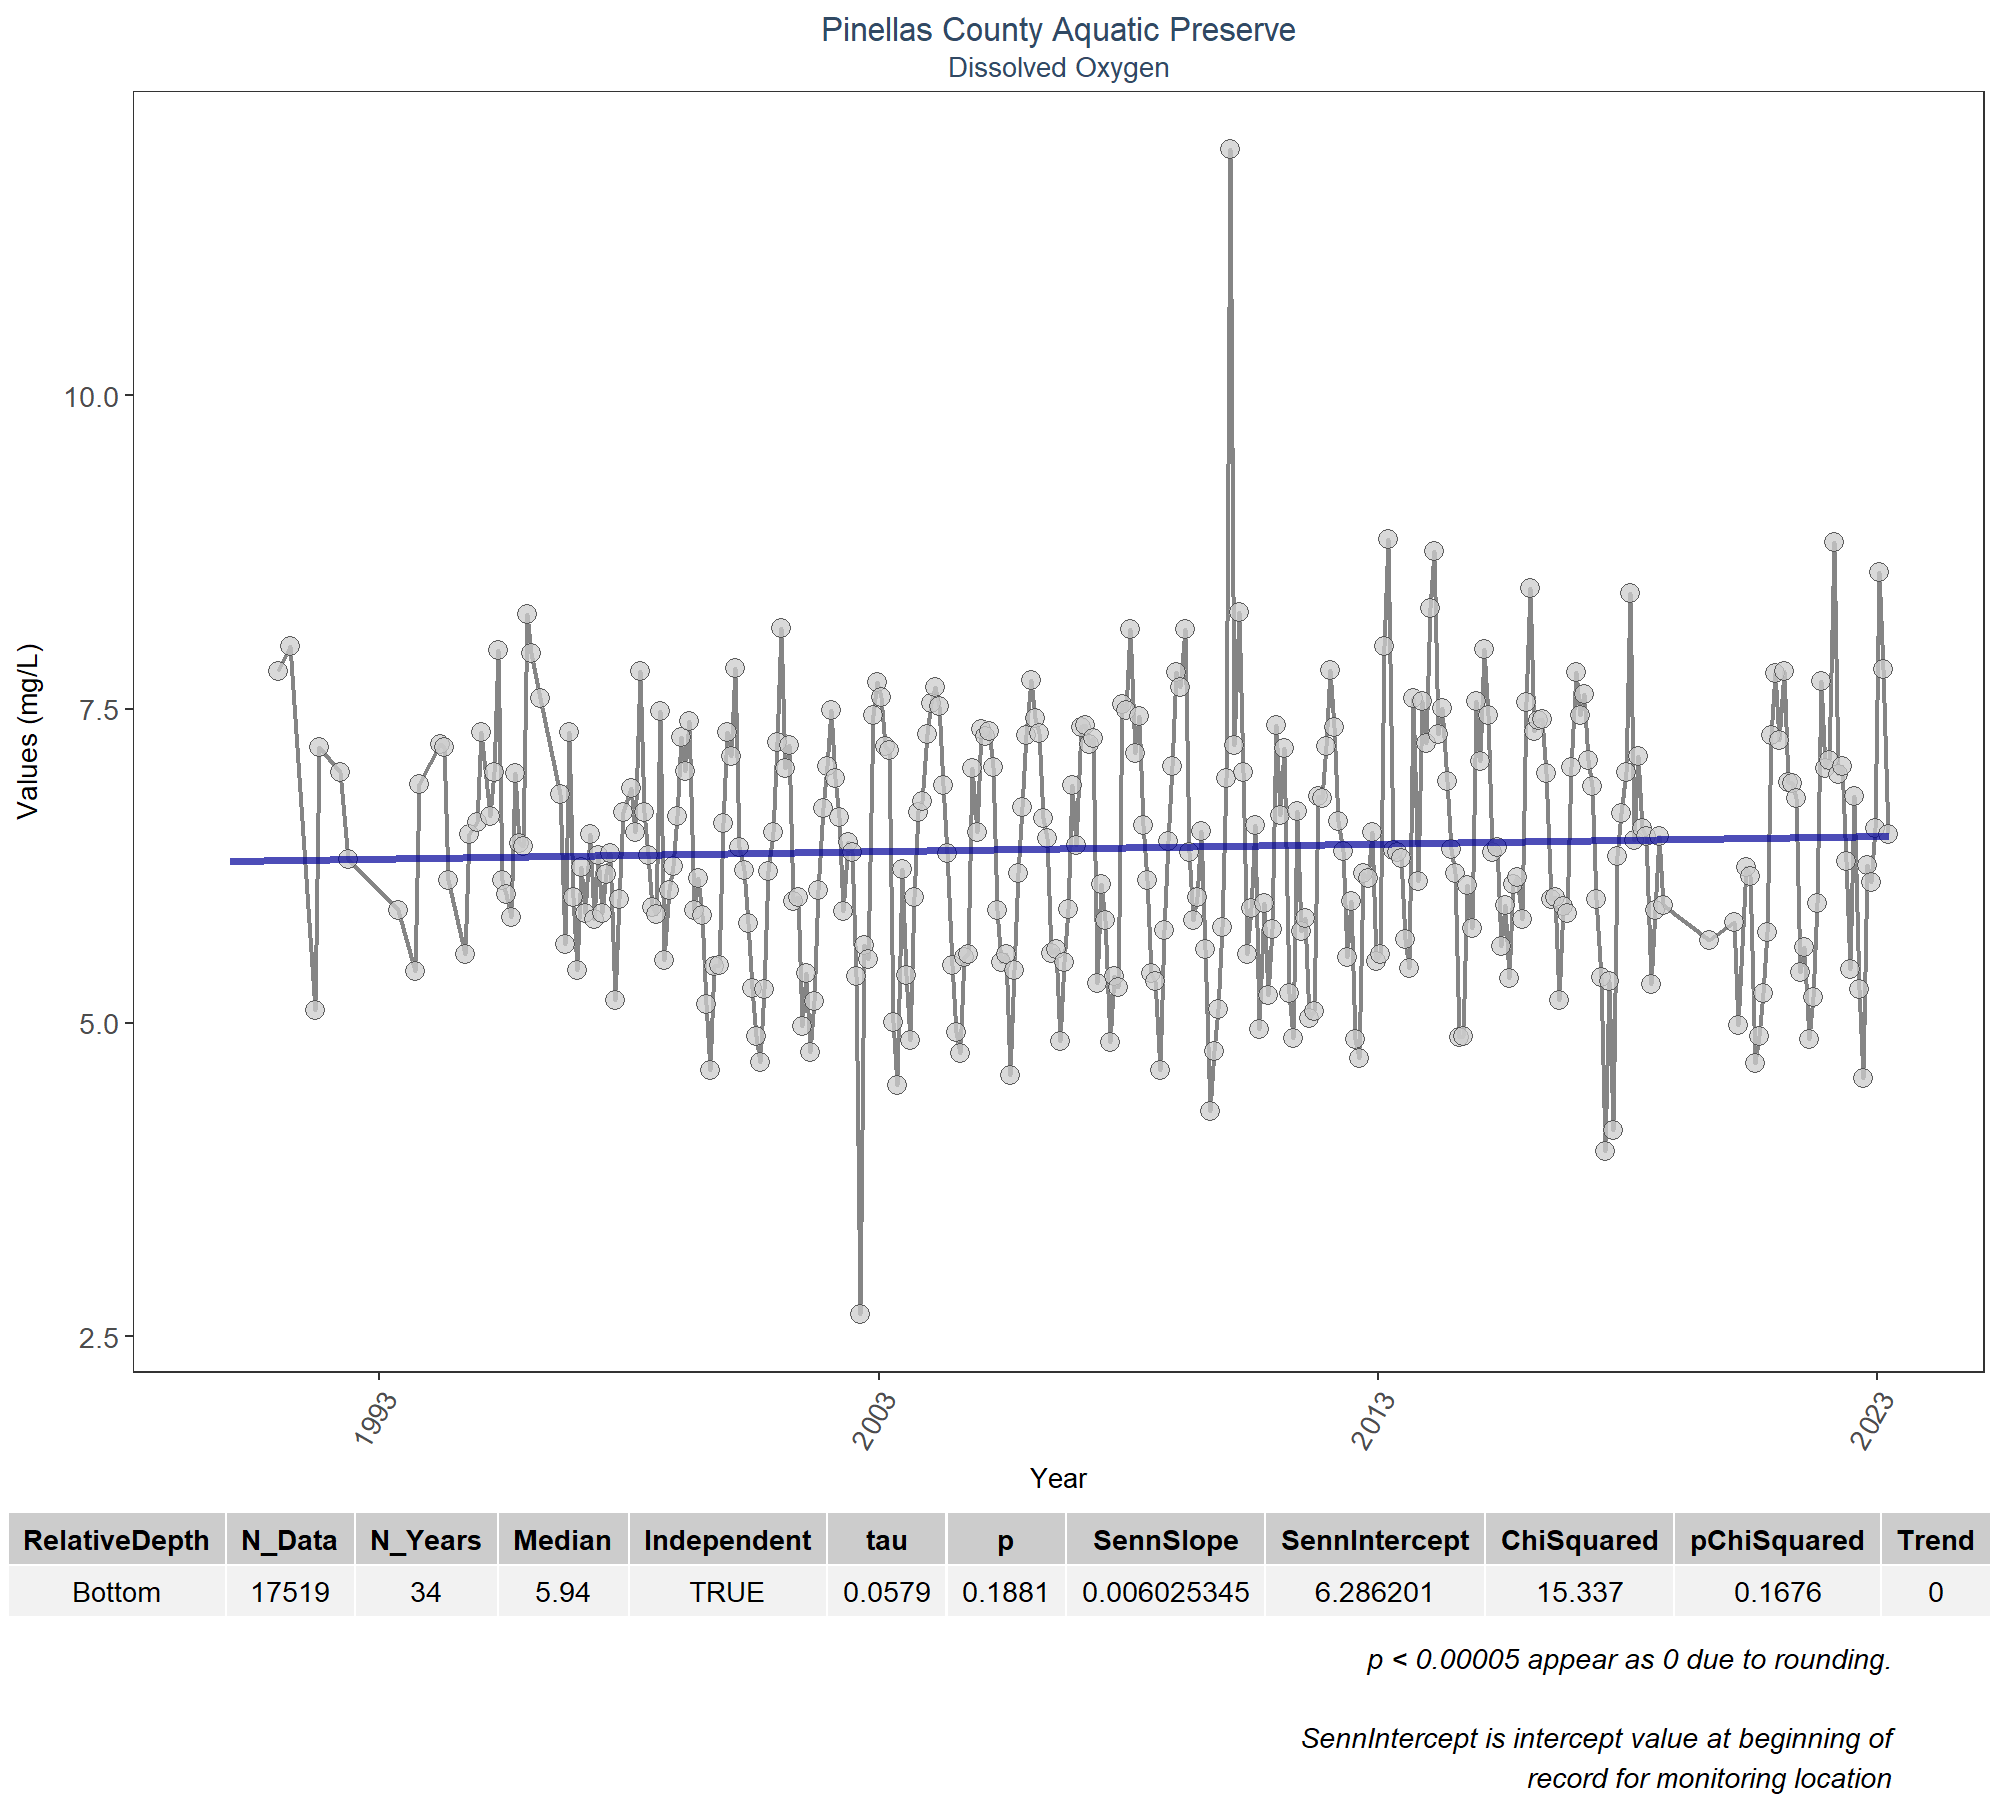 Pinellas County Aquatic Preserve
Dissolved Oxygen
Values (mg/L)
10.0
7.5
5.0
2.5
1993 2003 2013 2023
Year
RelativeDepth N_Data N_Years Median Independent tau p SennSlope SennIntercept ChiSquared pChiSquared Trend
Bottom 17519 34 5.94 TRUE 0.0579 0.1881 0.006025345 6.286201 15.337 0.1676 0
p < 0.00005 appear as 0 due to rounding.
SennIntercept is intercept value at beginning of
record for monitoring location